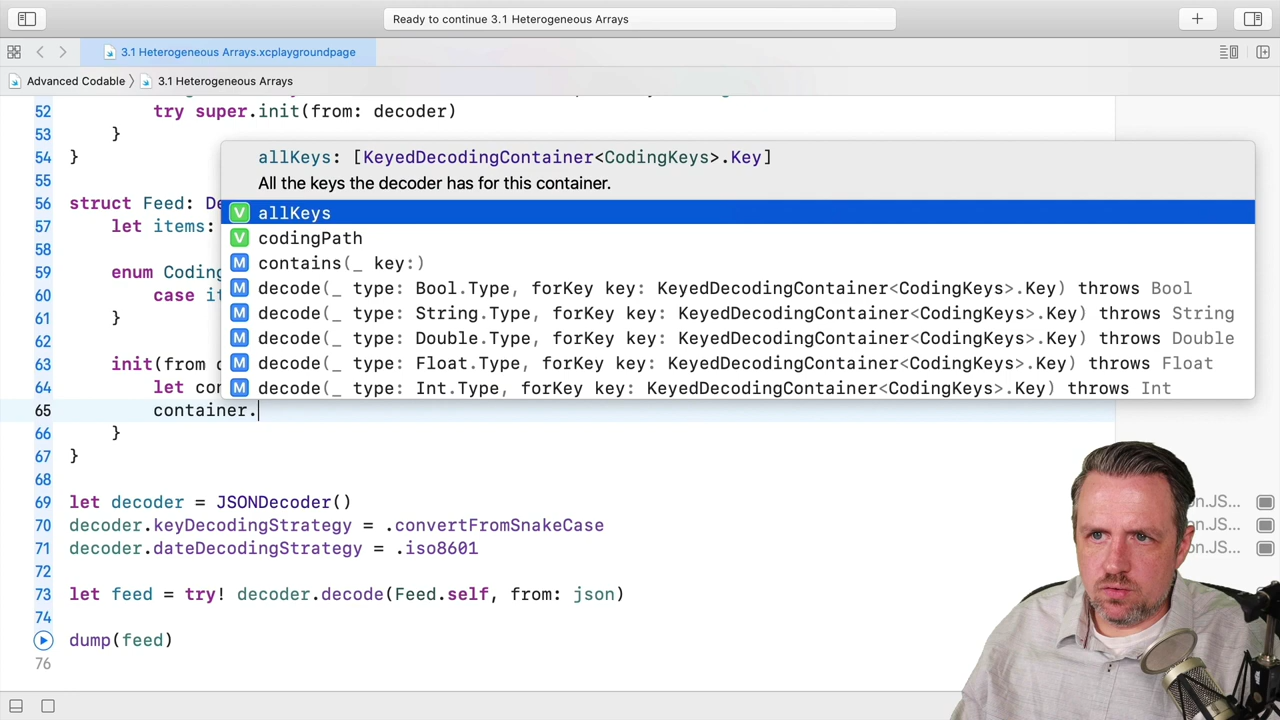 Ready to continue 3.1 Heterogeneous Arrays
3.1 Heterogeneous Arrays.xcplaygroundpage
Advanced Codable 〉 3.1 Heterogeneous Arrays
52 try super.init(from: decoder)
53 }
54 }
55
56 struct Feed:
57 let items:
58
59 enum
60 case
61 }
62
63 init(from
64 let
65 container.
66 }
67 }
68
69 let decoder = JSONDecoder()
70 decoder.keyDecodingStrategy = .convertFromSnakeCase
71 decoder.dateDecodingStrategy = .iso8601
72
73 let feed = try! decoder.decode(Feed.self, from: json)
74
dump(feed)
76
allKeys: [KeyedDecodingContainer<CodingKeys>.Key]
All the keys the decoder has for this container.
V allKeys
V codingPath
M contains(_ key:)
M decode(_ type: Bool.Type, forKey key: KeyedDecodingContainer<CodingKeys>.Key) throws Bool
M decode(_ type: String.Type, forKey key: KeyedDecodingContainer<CodingKeys>.Key) throws String
M decode(_ type: Double.Type, forKey key: KeyedDecodingContainer<CodingKeys>.Key) throws Double
M decode(_ type: Float.Type, forKey key: KeyedDecodingContainer<CodingKeys>.Key) throws Float
M decode(_ type: Int.Type, forKey key: KeyedDecodingContainer<CodingKeys>.Key) throws Int